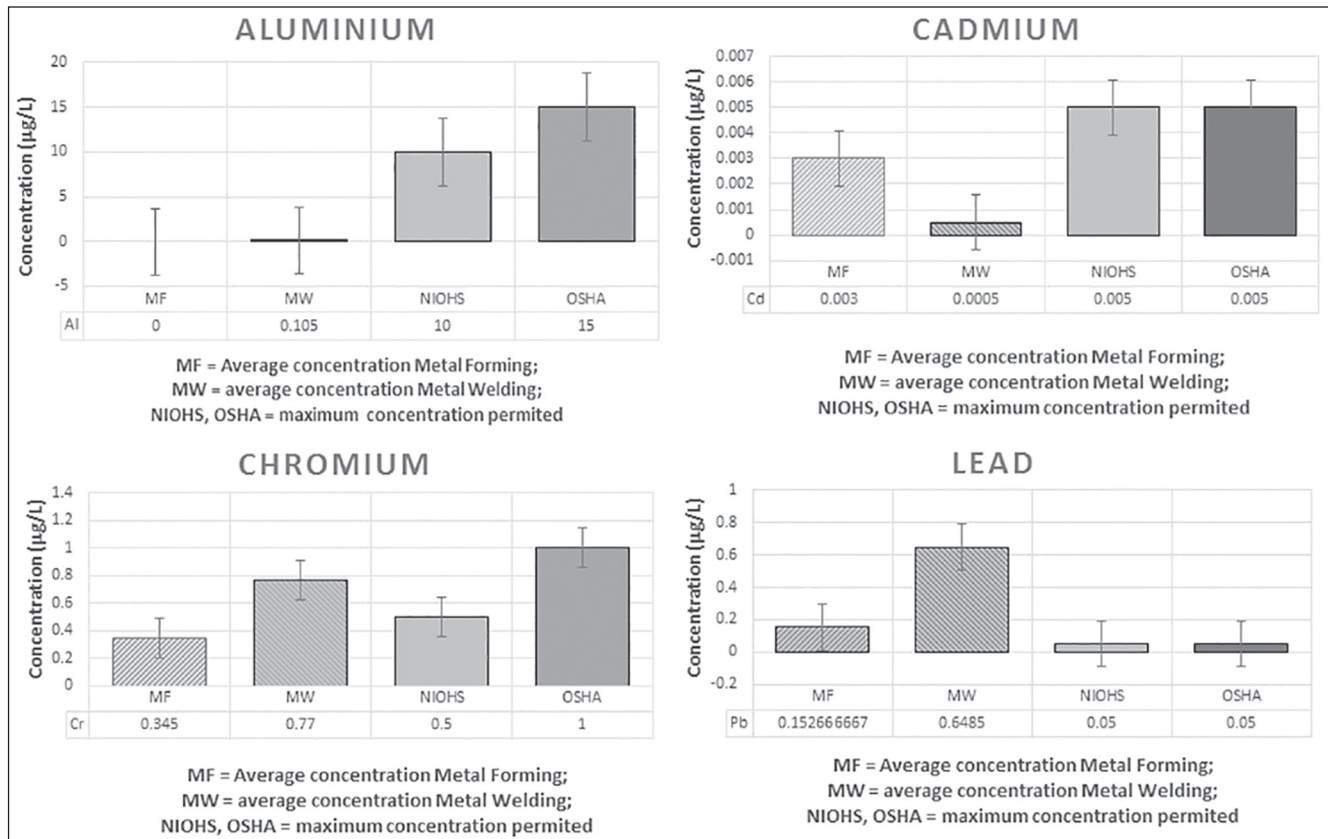 ALUMINIUM
Concentration (µg/L)
20
15
10
5
0
-5
MF MW NIOHS OSHA
Al 0 0.105 10 15
MF = Average concentration Metal Forming;
MW = average concentration Metal Welding;
NIOHS, OSHA = maximum concentration permited
CADMIUM
Concentration (µg/L)
0.007
0.006
0.005
0.004
0.003
0.002
0.001
0
-0.001
MF MW NIOHS OSHA
Cd 0.003 0.0005 0.005 0.005
MF = Average concentration Metal Forming;
MW = average concentration Metal Welding;
NIOHS, OSHA = maximum concentration permited
CHROMIUM
Concentration (µg/L)
1.4
1.2
1
0.8
0.6
0.4
0.2
0
MF MW NIOHS OSHA
Cr 0.345 0.77 0.5 1
MF = Average concentration Metal Forming;
MW = average concentration Metal Welding;
NIOHS, OSHA = maximum concentration permited
LEAD
Concentration (µg/L)
1
0.8
0.6
0.4
0.2
0
-0.2
MF MW NIOHS OSHA
Pb 0.152666667 0.6485 0.05 0.05
MF = Average concentration Metal Forming;
MW = average concentration Metal Welding;
NIOHS, OSHA = maximum concentration permited